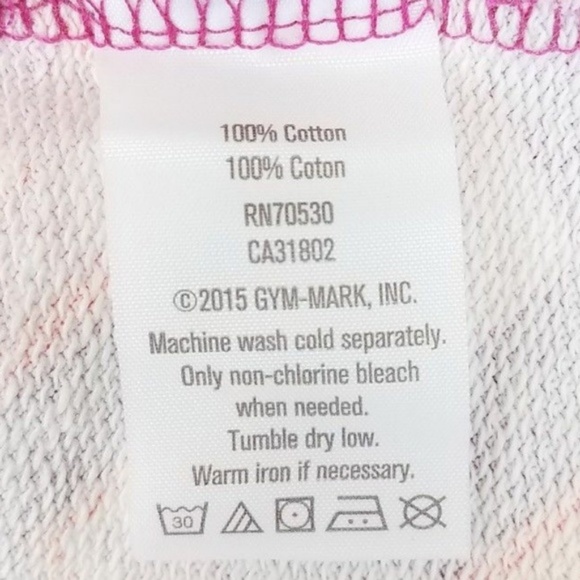 100% Cotton
100% Coton
RN70530
CA31802
©2015 GYM-MARK, INC.
Machine wash cold separately.
Only non-chlorine bleach
when needed.
Tumble dry low.
Warm iron if necessary.
30